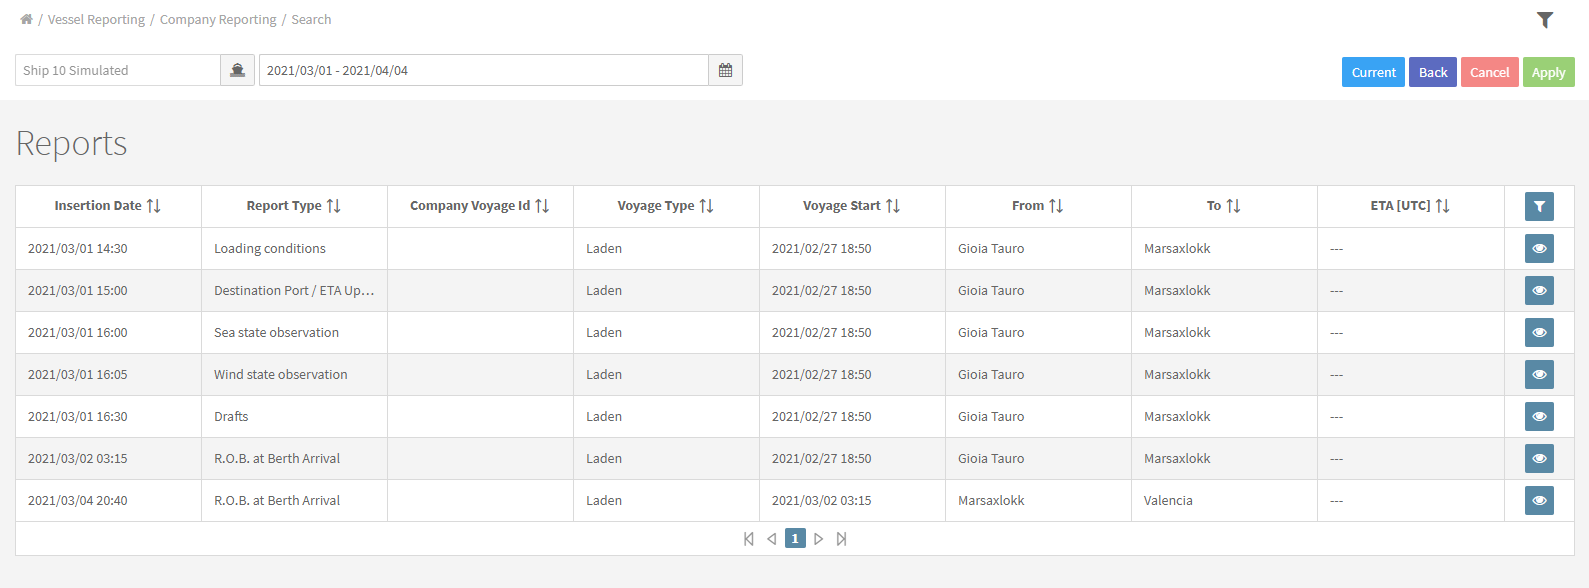 / Vessel Reporting / Company Reporting / Search
Ship 10 Simulated 2021/03/01 - 2021/04/04 Current Back Cancel Apply
Reports
Insertion Date Report Type Company Voyage Id Voyage Type Voyage Start From To ETA [UTC]
2021/03/01 14:30 Loading conditions Laden 2021/02/27 18:50 Gioia Tauro Marsaxlokk ---
2021/03/01 15:00 Destination Port / ETA Up... Laden 2021/02/27 18:50 Gioia Tauro Marsaxlokk ---
2021/03/01 16:00 Sea state observation Laden 2021/02/27 18:50 Gioia Tauro Marsaxlokk ---
2021/03/01 16:05 Wind state observation Laden 2021/02/27 18:50 Gioia Tauro Marsaxlokk ---
2021/03/01 16:30 Drafts Laden 2021/02/27 18:50 Gioia Tauro Marsaxlokk ---
2021/03/02 03:15 R.O.B. at Berth Arrival Laden 2021/02/27 18:50 Gioia Tauro Marsaxlokk ---
2021/03/04 20:40 R.O.B. at Berth Arrival Laden 2021/03/02 03:15 Marsaxlokk Valencia ---
1